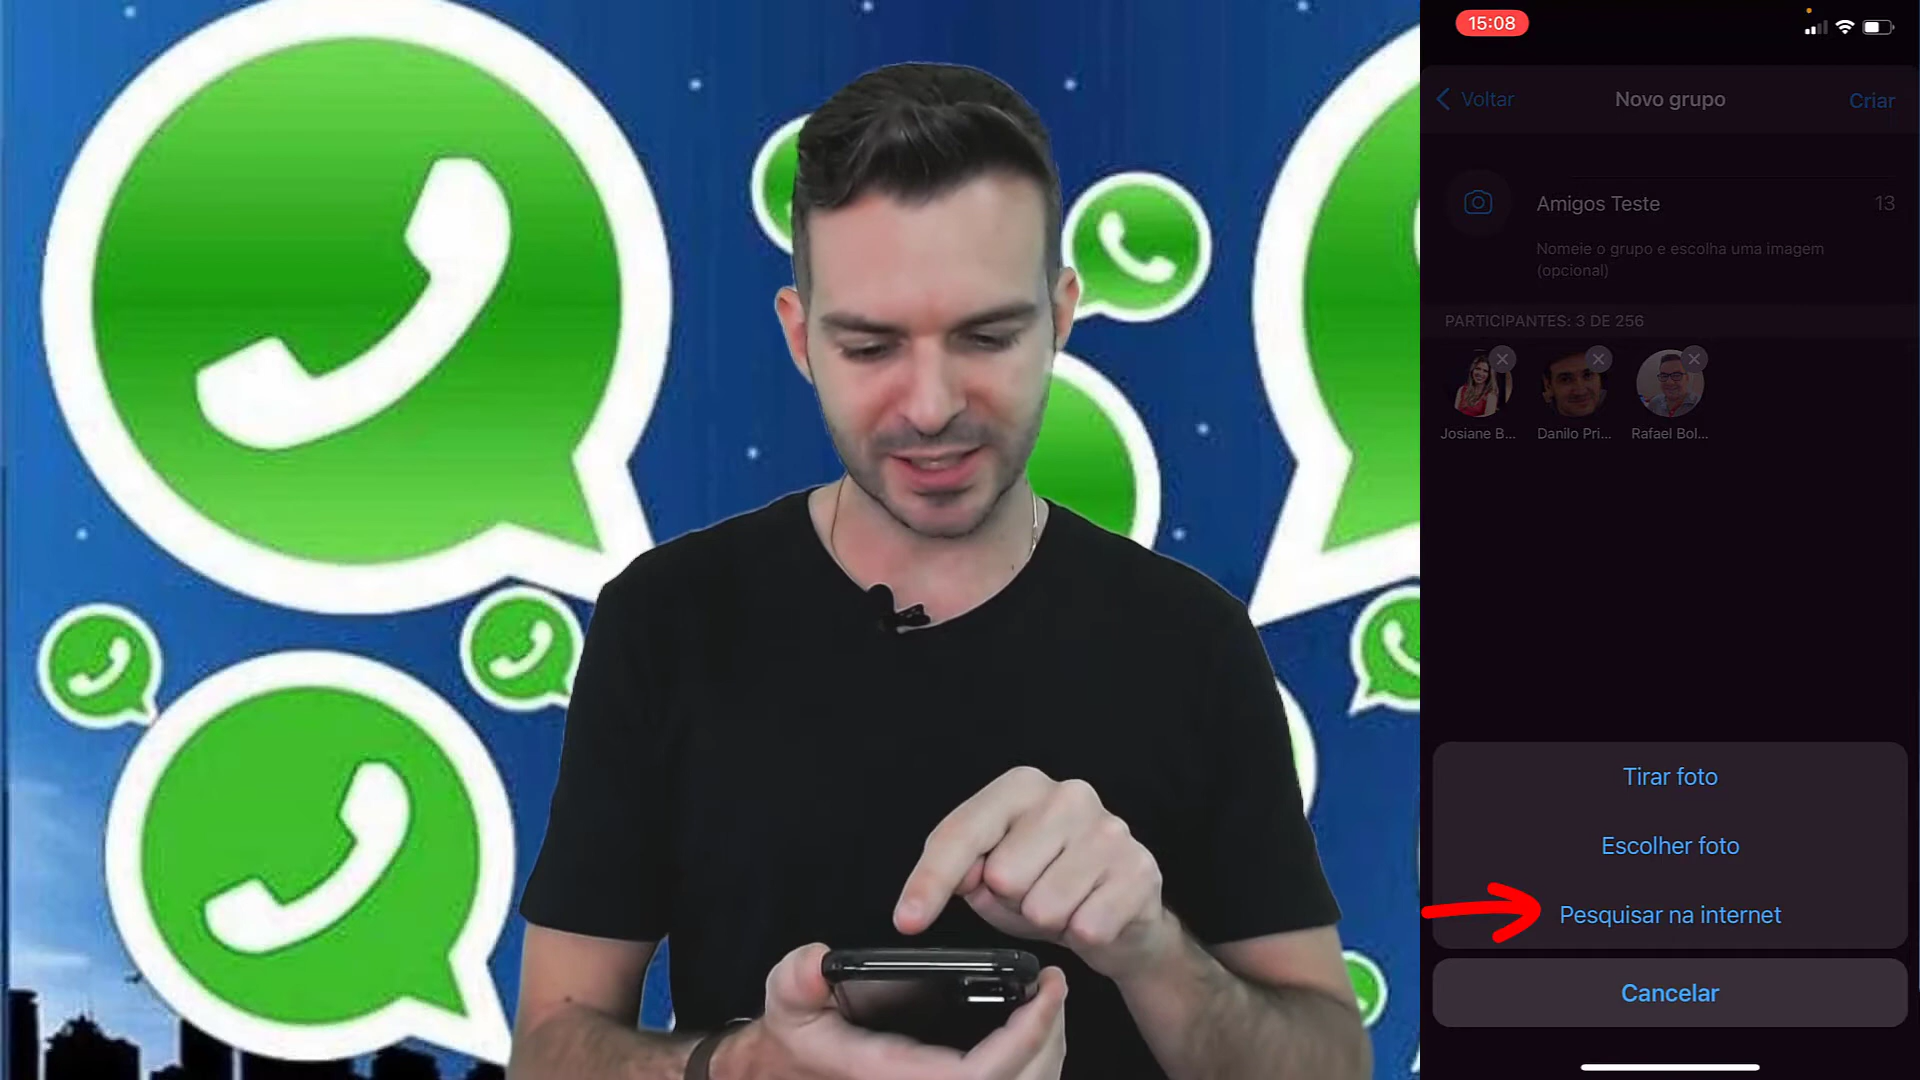 15:08
Voltar
Novo grupo
Criar
Amigos Teste
13
Nomeie o grupo e escolha uma imagem
(opcional)
PARTICIPANTES: 3 DE 256
Josiane B...
Danilo Pri...
Rafael Bol...
Tirar foto
Escolher foto
Pesquisar na internet
Cancelar